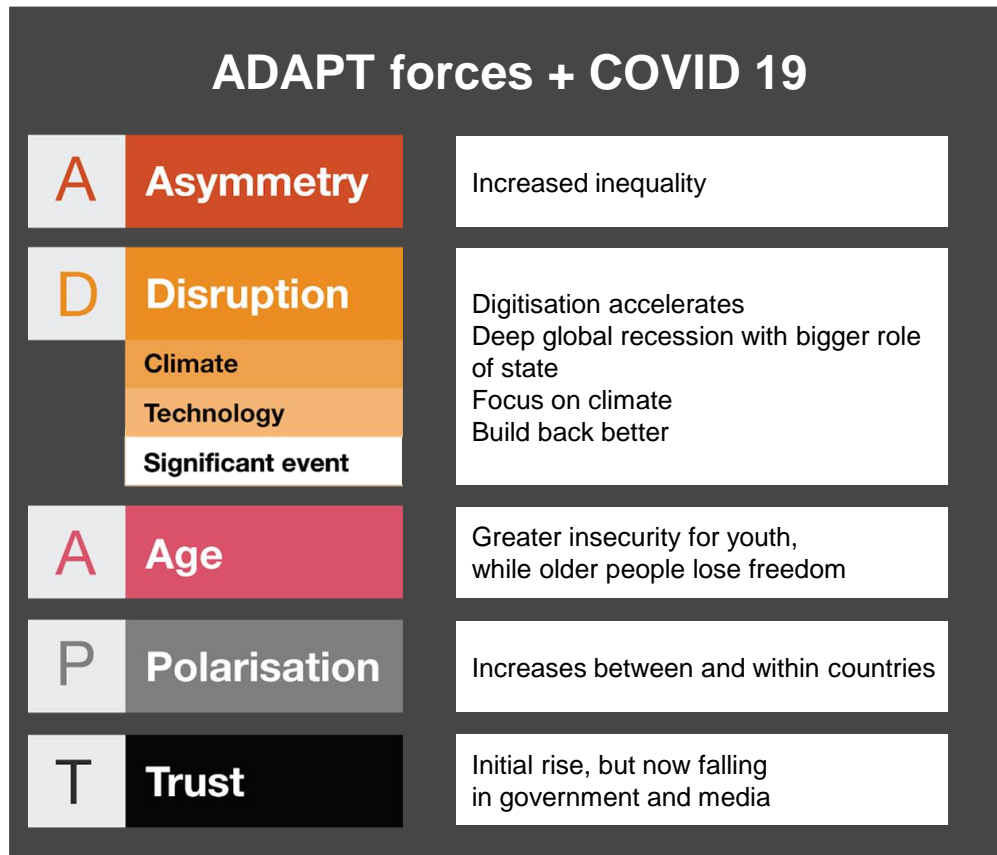 ADAPT forces + COVID 19
A Asymmetry
Increased inequality
D Disruption
Climate
Technology
Significant event
Digitisation accelerates
Deep global recession with bigger role
of state
Focus on climate
Build back better
A Age
Greater insecurity for youth,
while older people lose freedom
P Polarisation
Increases between and within countries
T Trust
Initial rise, but now falling
in government and media